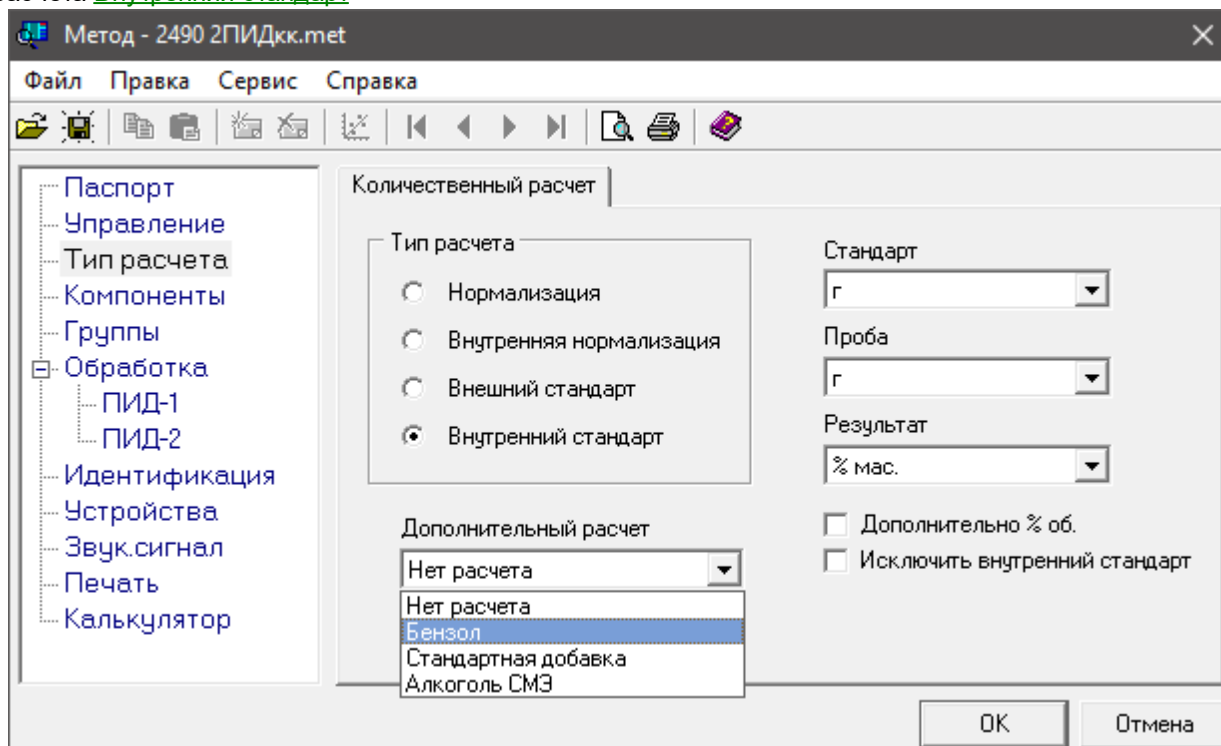 Внутренний стандарт
Метод - 2490 2ПИДкк.met
Файл Правка Сервис Справка
Паспорт
Управление
Тип расчета
Компоненты
Группы
Обработка
ПИД-1
ПИД-2
Идентификация
Устройства
Звук.сигнал
Печать
Калькулятор
Количественный расчет
Тип расчета
Нормализация
Внутренняя нормализация
Внешний стандарт
Внутренний стандарт
Дополнительный расчет
Нет расчета
Нет расчета
Бензол
Стандартная добавка
Алкоголь СМЭ
Стандарт
г
Проба
г
Результат
% мас.
Дополнительно % об.
Исключить внутренний стандарт
OK Отмена